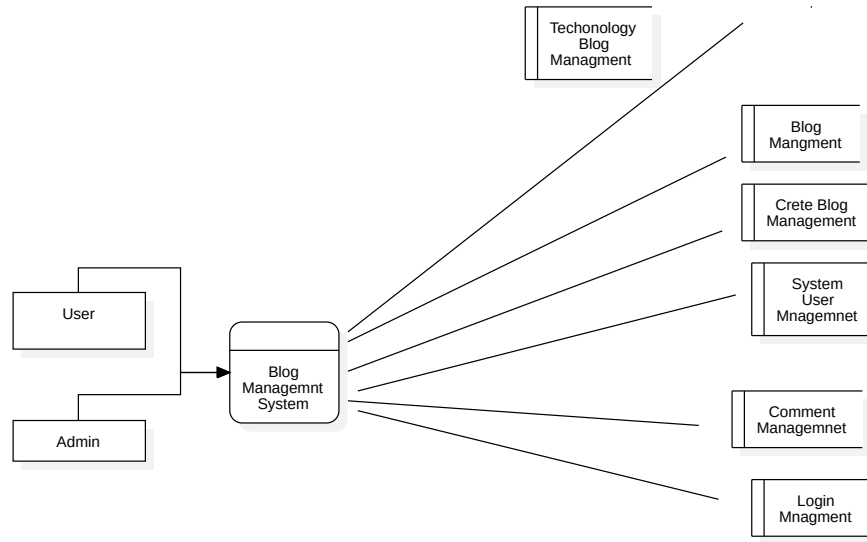 Techonology
Blog
Managment
Blog
Mangment
Crete Blog
Management
System
User
Mnagemnet
User
Blog
Managemnt
System
Admin
Comment
Managemnet
Login
Mnagment